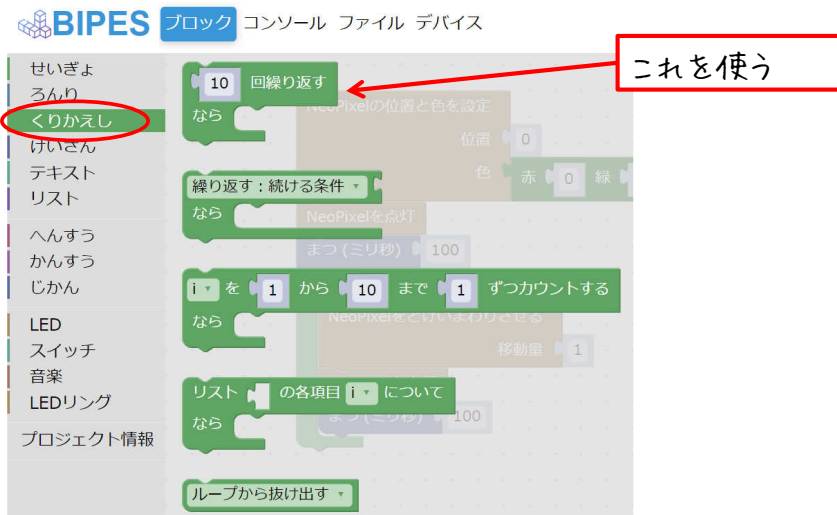 BIPES ブロック コンソール ファイル デバイス
これを使う
せいぎょ
ろんり
くりかえし
けいさん
テキスト
リスト
へんすう
かんすう
じかん
LED
スイッチ
音楽
LEDリング
プロジェクト情報
10 回繰り返す
なら
繰り返す：続ける条件
なら
i を 1 から 10 まで 1 ずつカウントする
なら
リスト の各項目 i について
なら
ループから抜け出す
NeoPixelの位置と色を設定
位置 0
色 赤 0 緑
NeoPixelを点灯
まつ (ミリ秒) 100
NeoPixelをとけいまわりさせる
移動量 1
まつ (ミリ秒) 100